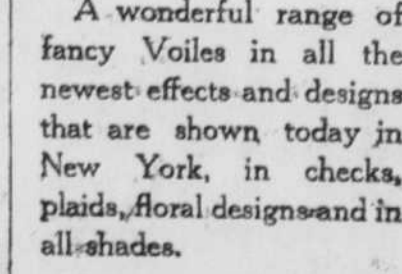 A wonderful range of
fancy Voiles in all the
newest effects and designs
that are shown today in
New York, in checks,
plaids, floral designs and in
all shades.